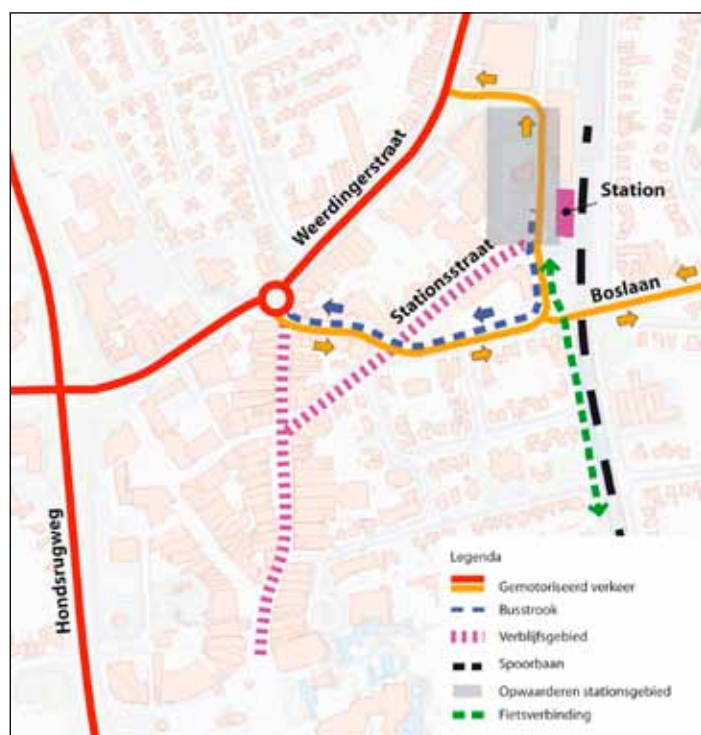 Weerdingerstraat
Station
Stationsstraat
Boslaan
Hondsrugweg
Legenda
Gemotoriseerd verkeer
Busstrook
Verblijfsgebied
Spoorbaan
Opwaarderen stationsgebied
Fietsverbinding